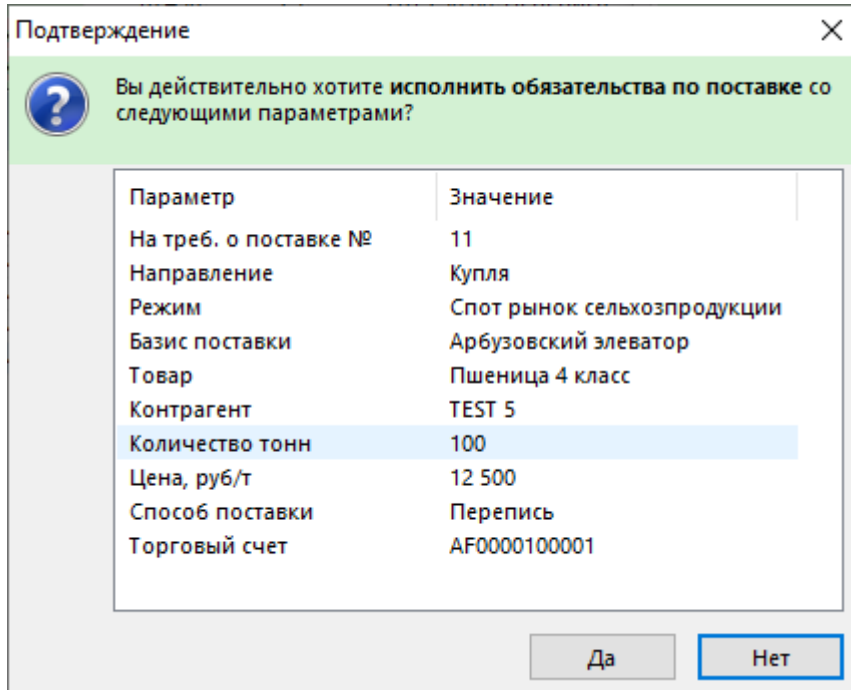 Подтверждение
Вы действительно хотите исполнить обязательства по поставке со
следующими параметрами?
Параметр Значение
На треб. о поставке № 11
Направление Купля
Режим Спот рынок сельхозпродукции
Базис поставки Арбузовский элеватор
Товар Пшеница 4 класс
Контрагент TEST 5
Количество тонн 100
Цена, руб/т 12 500
Способ поставки Перепись
Торговый счет AF0000100001
Да Нет